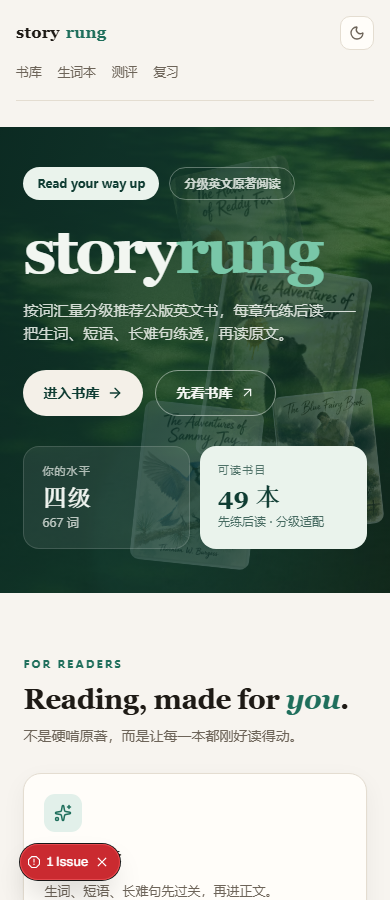 story rung
书库 生词本 测评 复习
Read your way up
分级英文原著阅读
of Reddy Fox
storyrung
The Adventures of
按词汇量分级推荐公版英文书，每章先练后读——
把生词、短语、长难句练透，再读原文。
进入书库
先看书库
The Blue Fairy Book
The Adventures of
Sammy Jay
你的水平
四级
667 词
可读书目
49 本
先练后读 · 分级适配
FOR READERS
Reading, made for you.
不是硬啃原著，而是让每一本都刚好读得动。
1 Issue
生词、短语、长难句先过关，再进正文。